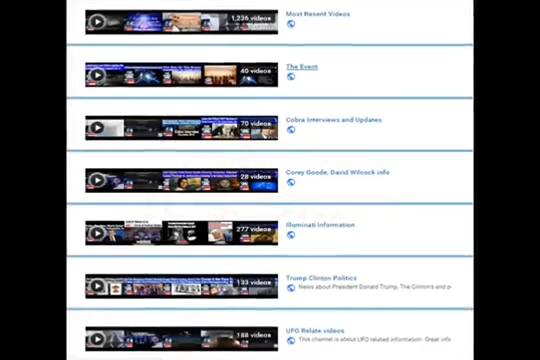 1,236 videos
Most Recent Videos
40 videos
The Event
70 videos
Cobra Interviews and Updates
28 videos
Corey Goode, David Wilcock info
277 videos
Illuminati Information
133 videos
Trump Clinton Politics
News about President Donald Trump, The Clintons and p
188 videos
UFO Relate videos
This channel is about UFO related information. Great info